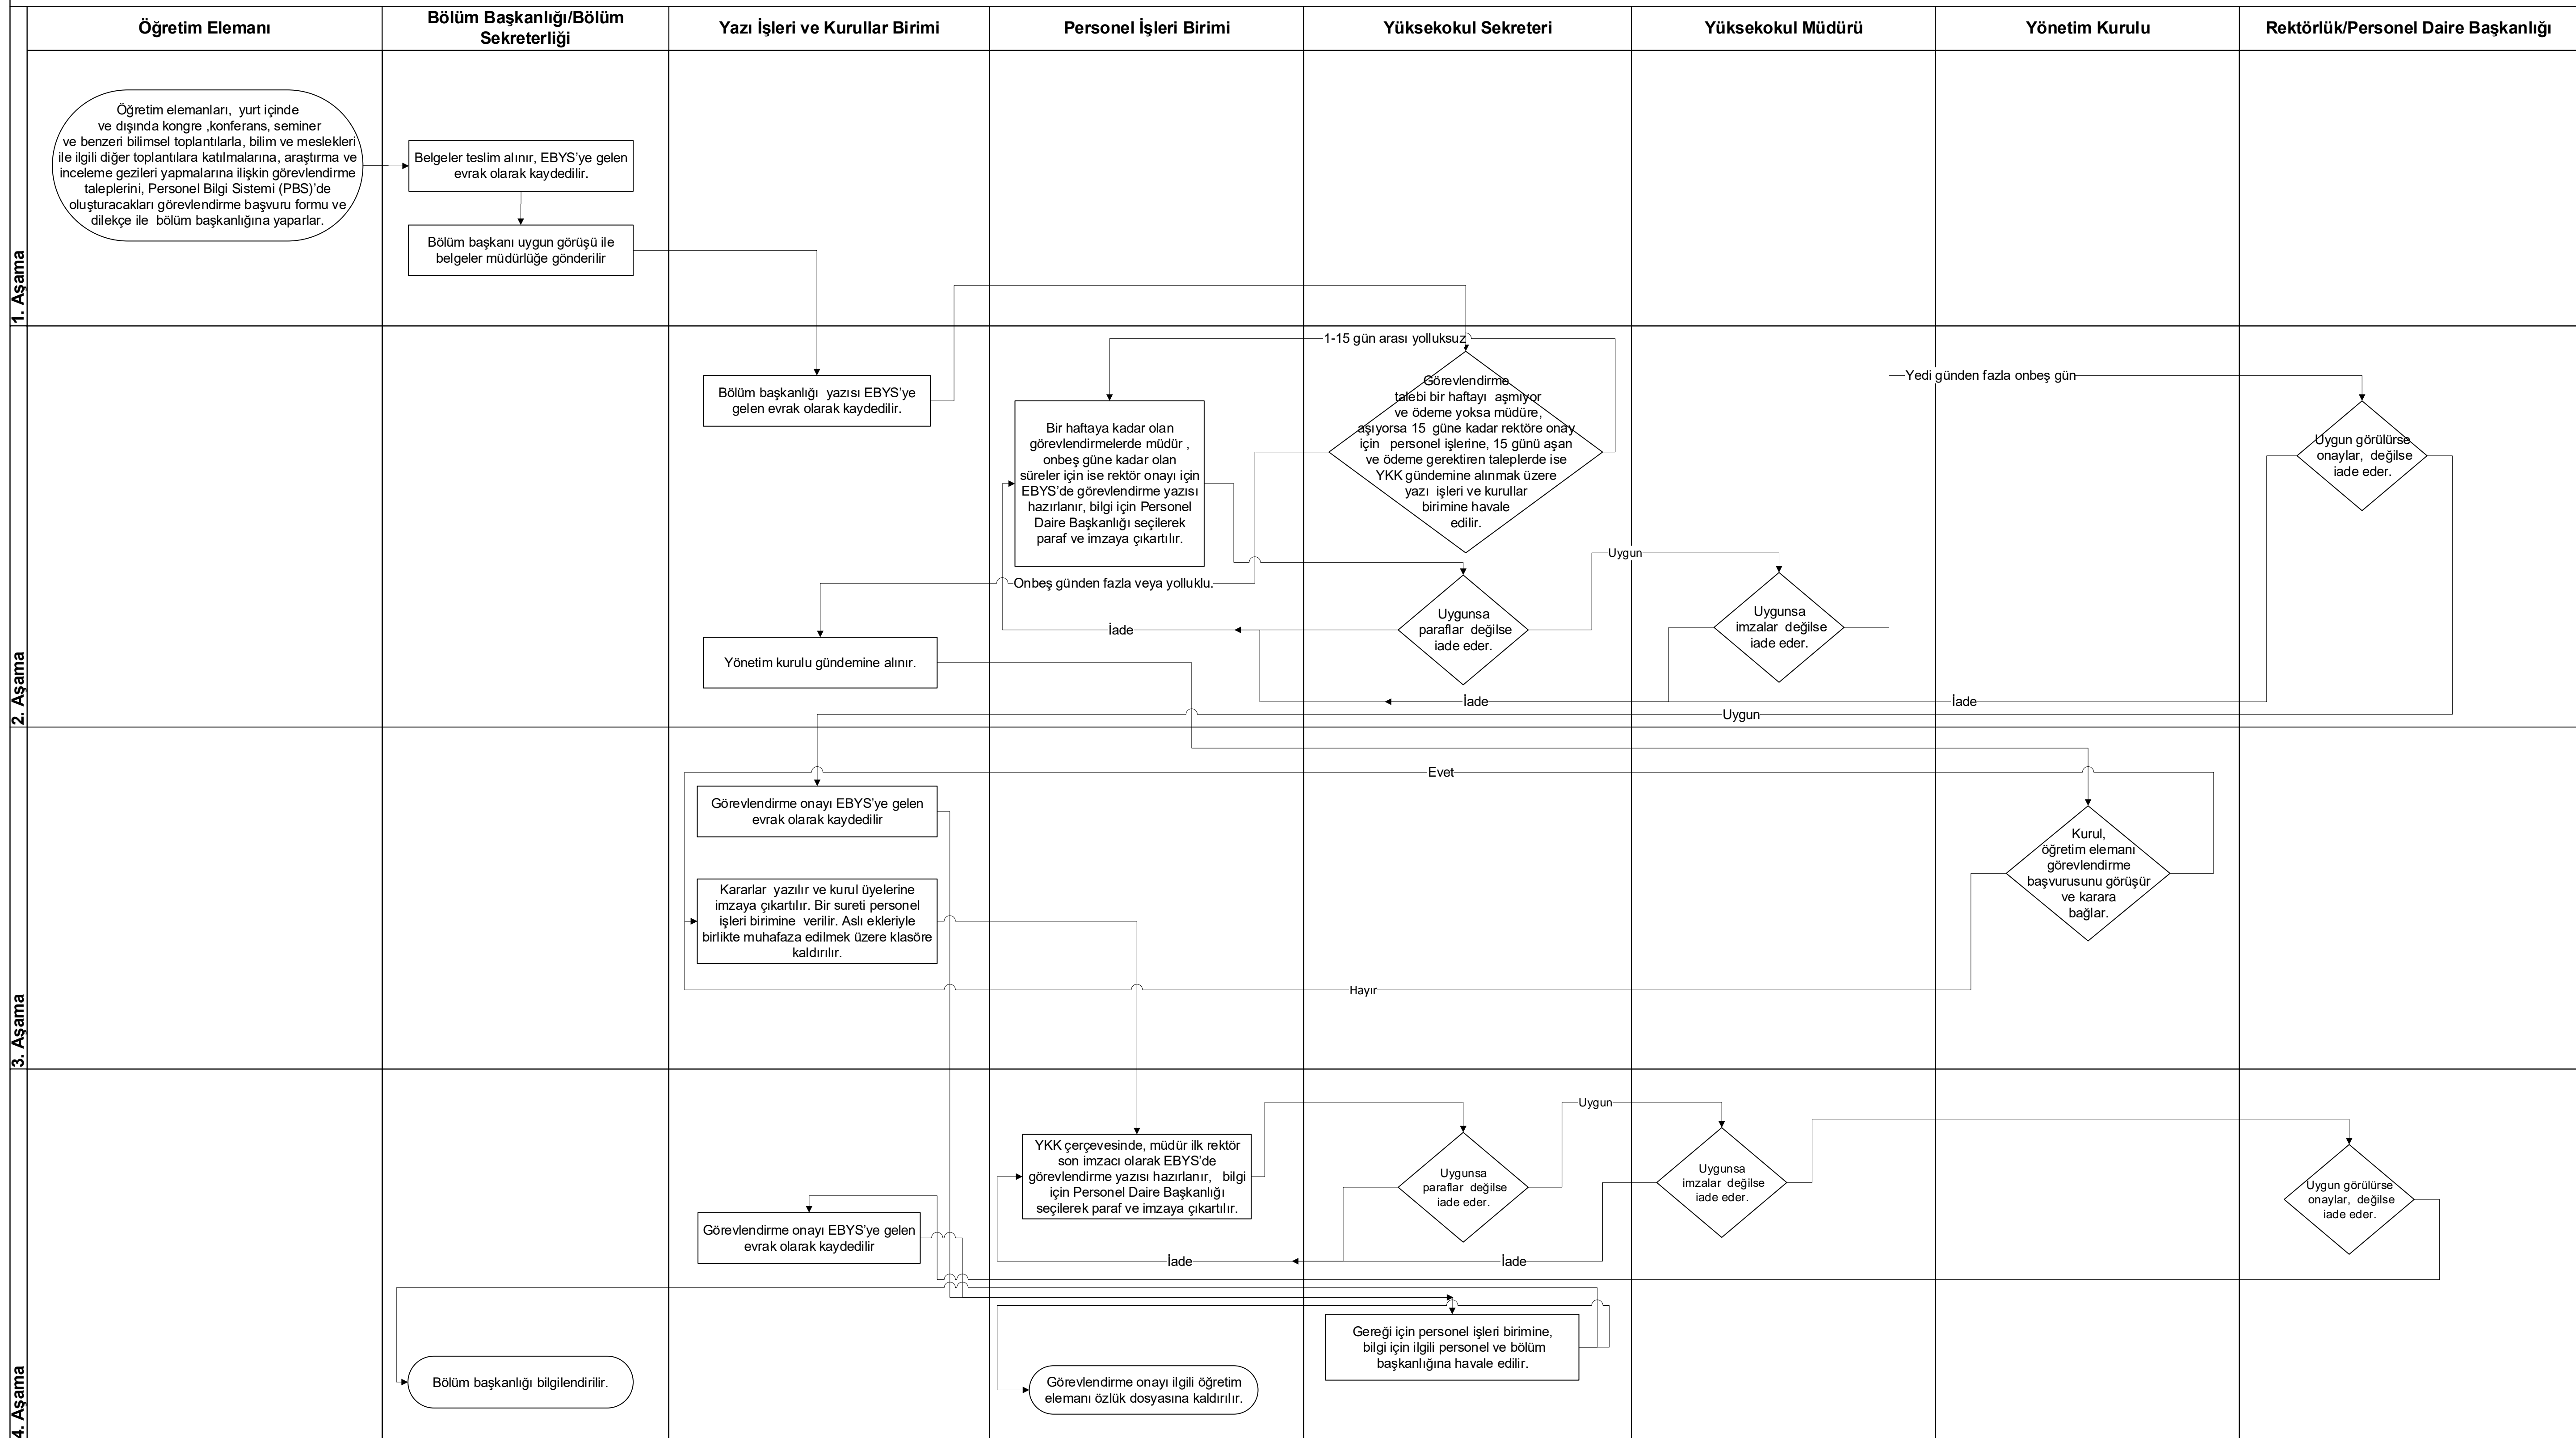 Öğretim Elemanı
Bölüm Başkanlığı/Bölüm
Sekreterliği
Yazı İşleri ve Kurullar Birimi
Personel İşleri Birimi
Yüksekokul Sekreteri
Yüksekokul Müdürü
Yönetim Kurulu
Rektörlük/Personel Daire Başkanlığı
1. Aşama
Öğretim elemanları, yurt içinde
ve dışında kongre ,konferans, seminer
ve benzeri bilimsel toplantılarla, bilim ve meslekleri
ile ilgili diğer toplantılara katılmalarına, araştırma ve
inceleme gezileri yapmalarına ilişkin görevlendirme
taleplerini, Personel Bilgi Sistemi (PBS)'de
oluşturacakları görevlendirme başvuru formu ve
dilekçe ile bölüm başkanlığına yaparlar.
Belgeler teslim alınır, EBYS'ye gelen
evrak olarak kaydedilir.
Bölüm başkanı uygun görüşü ile
belgeler müdürlüğe gönderilir
2. Aşama
Bölüm başkanlığı yazısı EBYS'ye
gelen evrak olarak kaydedilir.
1-15 gün arası yolluksuz
Bir haftaya kadar olan
görevlendirmelerde müdür ,
onbeş güne kadar olan
süreler için ise rektör onayı için
EBYS'de görevlendirme yazısı
hazırlanır, bilgi için Personel
Daire Başkanlığı seçilerek
paraf ve imzaya çıkartılır.
Görevlendirme
talebi bir haftayı aşmıyor
ve ödeme yoksa müdüre,
aşıyorsa 15 güne kadar rektöre onay
için personel işlerine, 15 günü aşan
ve ödeme gerektiren taleplerde ise
YKK gündemine alınmak üzere
yazı işleri ve kurullar
birimine havale
edilir.
Yedi günden fazla onbeş gün
Uygun görülürse
onaylar, değilse
iade eder.
Onbeş günden fazla veya yolluklu.
Uygun
Uygunsa
paraflar değilse
iade eder.
Uygunsa
imzalar değilse
iade eder.
İade
Yönetim kurulu gündemine alınır.
İade
İade
Uygun
3. Aşama
Evet
Görevlendirme onayı EBYS'ye gelen
evrak olarak kaydedilir
Kurul,
öğretim elemanı
görevlendirme
başvurusunu görüşür
ve karara
bağlar.
Kararlar yazılır ve kurul üyelerine
imzaya çıkartılır. Bir sureti personel
işleri birimine verilir. Aslı ekleriyle
birlikte muhafaza edilmek üzere klasöre
kaldırılır.
Hayır
4. Aşama
YKK çerçevesinde, müdür ilk rektör
son imzacı olarak EBYS'de
görevlendirme yazısı hazırlanır, bilgi
için Personel Daire Başkanlığı
seçilerek paraf ve imzaya çıkartılır.
Uygun
Uygunsa
paraflar değilse
iade eder.
Uygunsa
imzalar değilse
iade eder.
Uygun görülürse
onaylar, değilse
iade eder.
Görevlendirme onayı EBYS'ye gelen
evrak olarak kaydedilir
İade
İade
Gereği için personel işleri birimine,
bilgi için ilgili personel ve bölüm
başkanlığına havale edilir.
Bölüm başkanlığı bilgilendirilir.
Görevlendirme onayı ilgili öğretim
elemanı özlük dosyasına kaldırılır.